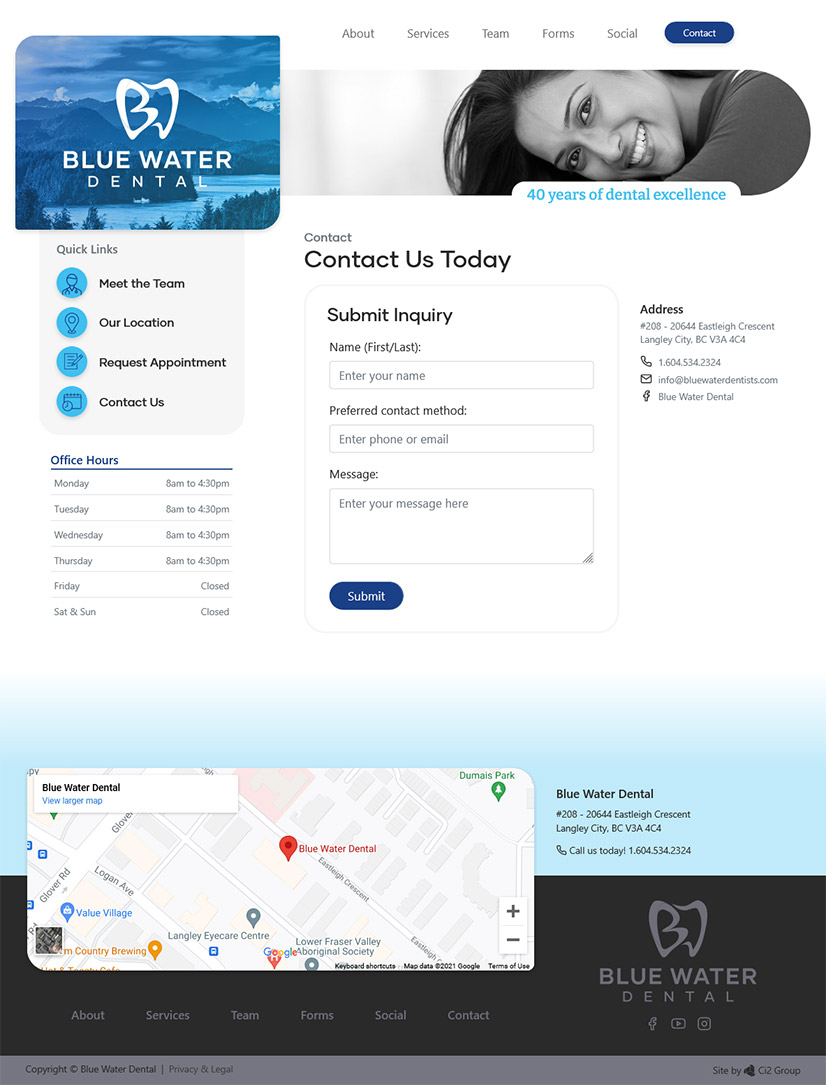 About Services Team Forms Social Contact
BLUE WATER
DENTAL
40 years of dental excellence
Quick Links
Meet the Team
Our Location
Request Appointment
Contact Us
Office Hours
Monday 8am to 4:30pm
Tuesday 8am to 4:30pm
Wednesday 8am to 4:30pm
Thursday 8am to 4:30pm
Friday Closed
Sat & Sun Closed
Contact
Contact Us Today
Submit Inquiry
Name (First/Last):
Enter your name
Preferred contact method:
Enter phone or email
Message:
Enter your message here
Submit
Address
#208 - 20644 Eastleigh Crescent
Langley City, BC V3A 4C4
1.604.534.2324
info@bluewaterdentists.com
Blue Water Dental
Blue Water Dental
View larger map
Dumais Park
Glover
Blue Water Dental
Eastleigh Crescent
Logan Ave
Glover Rd
Value Village
Langley Eyecare Centre
Eastleigh Crescent
Lower Fraser Valley
Aboriginal Society
Country Brewing
Google
Keyboard shortcuts Map data ©2021 Google Terms of Use
Blue Water Dental
#208 - 20644 Eastleigh Crescent
Langley City, BC V3A 4C4
Call us today! 1.604.534.2324
BLUE WATER
DENTAL
About Services Team Forms Social Contact
Copyright © Blue Water Dental | Privacy & Legal
Site by Ci2 Group